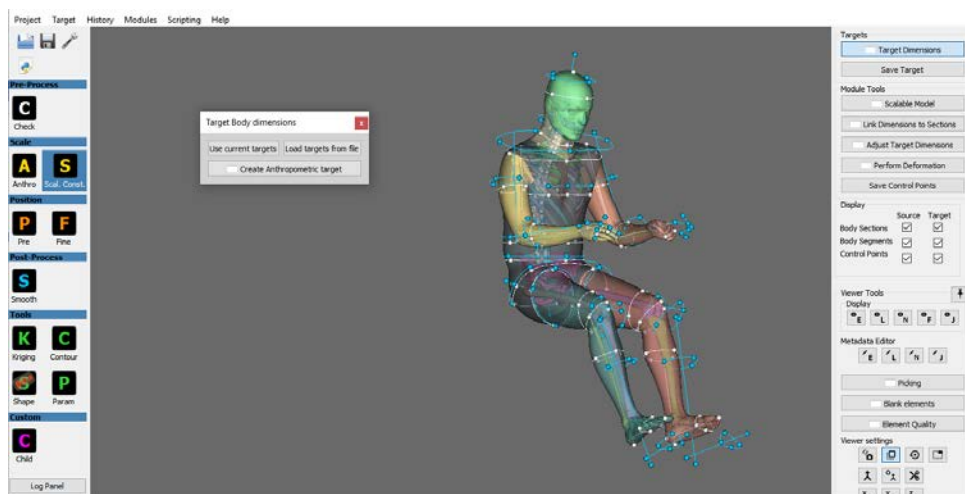 Project Target History Modules Scripting Help
Pre-Process
C
Check
Scale
A S
Anthro Scal. Const.
Position
P F
Pre Fine
Post-Process
S
Smooth
Tools
K C
Kriging Contour
S P
Shape Param
Custom
C
Child
Log Panel
Target Body dimensions x
Use current targets Load targets from file
Create Anthropometric target
Targets
Target Dimensions
Save Target
Module Tools
Scalable Model
Link Dimensions to Sections
Adjust Target Dimensions
Perform Deformation
Save Control Points
Display
Source Target
Body Sections
Body Segments
Control Points
Viewer Tools
Display
E L N F J
Metadata Editor
E L N J
Picking
Blank elements
Element Quality
Viewer settings